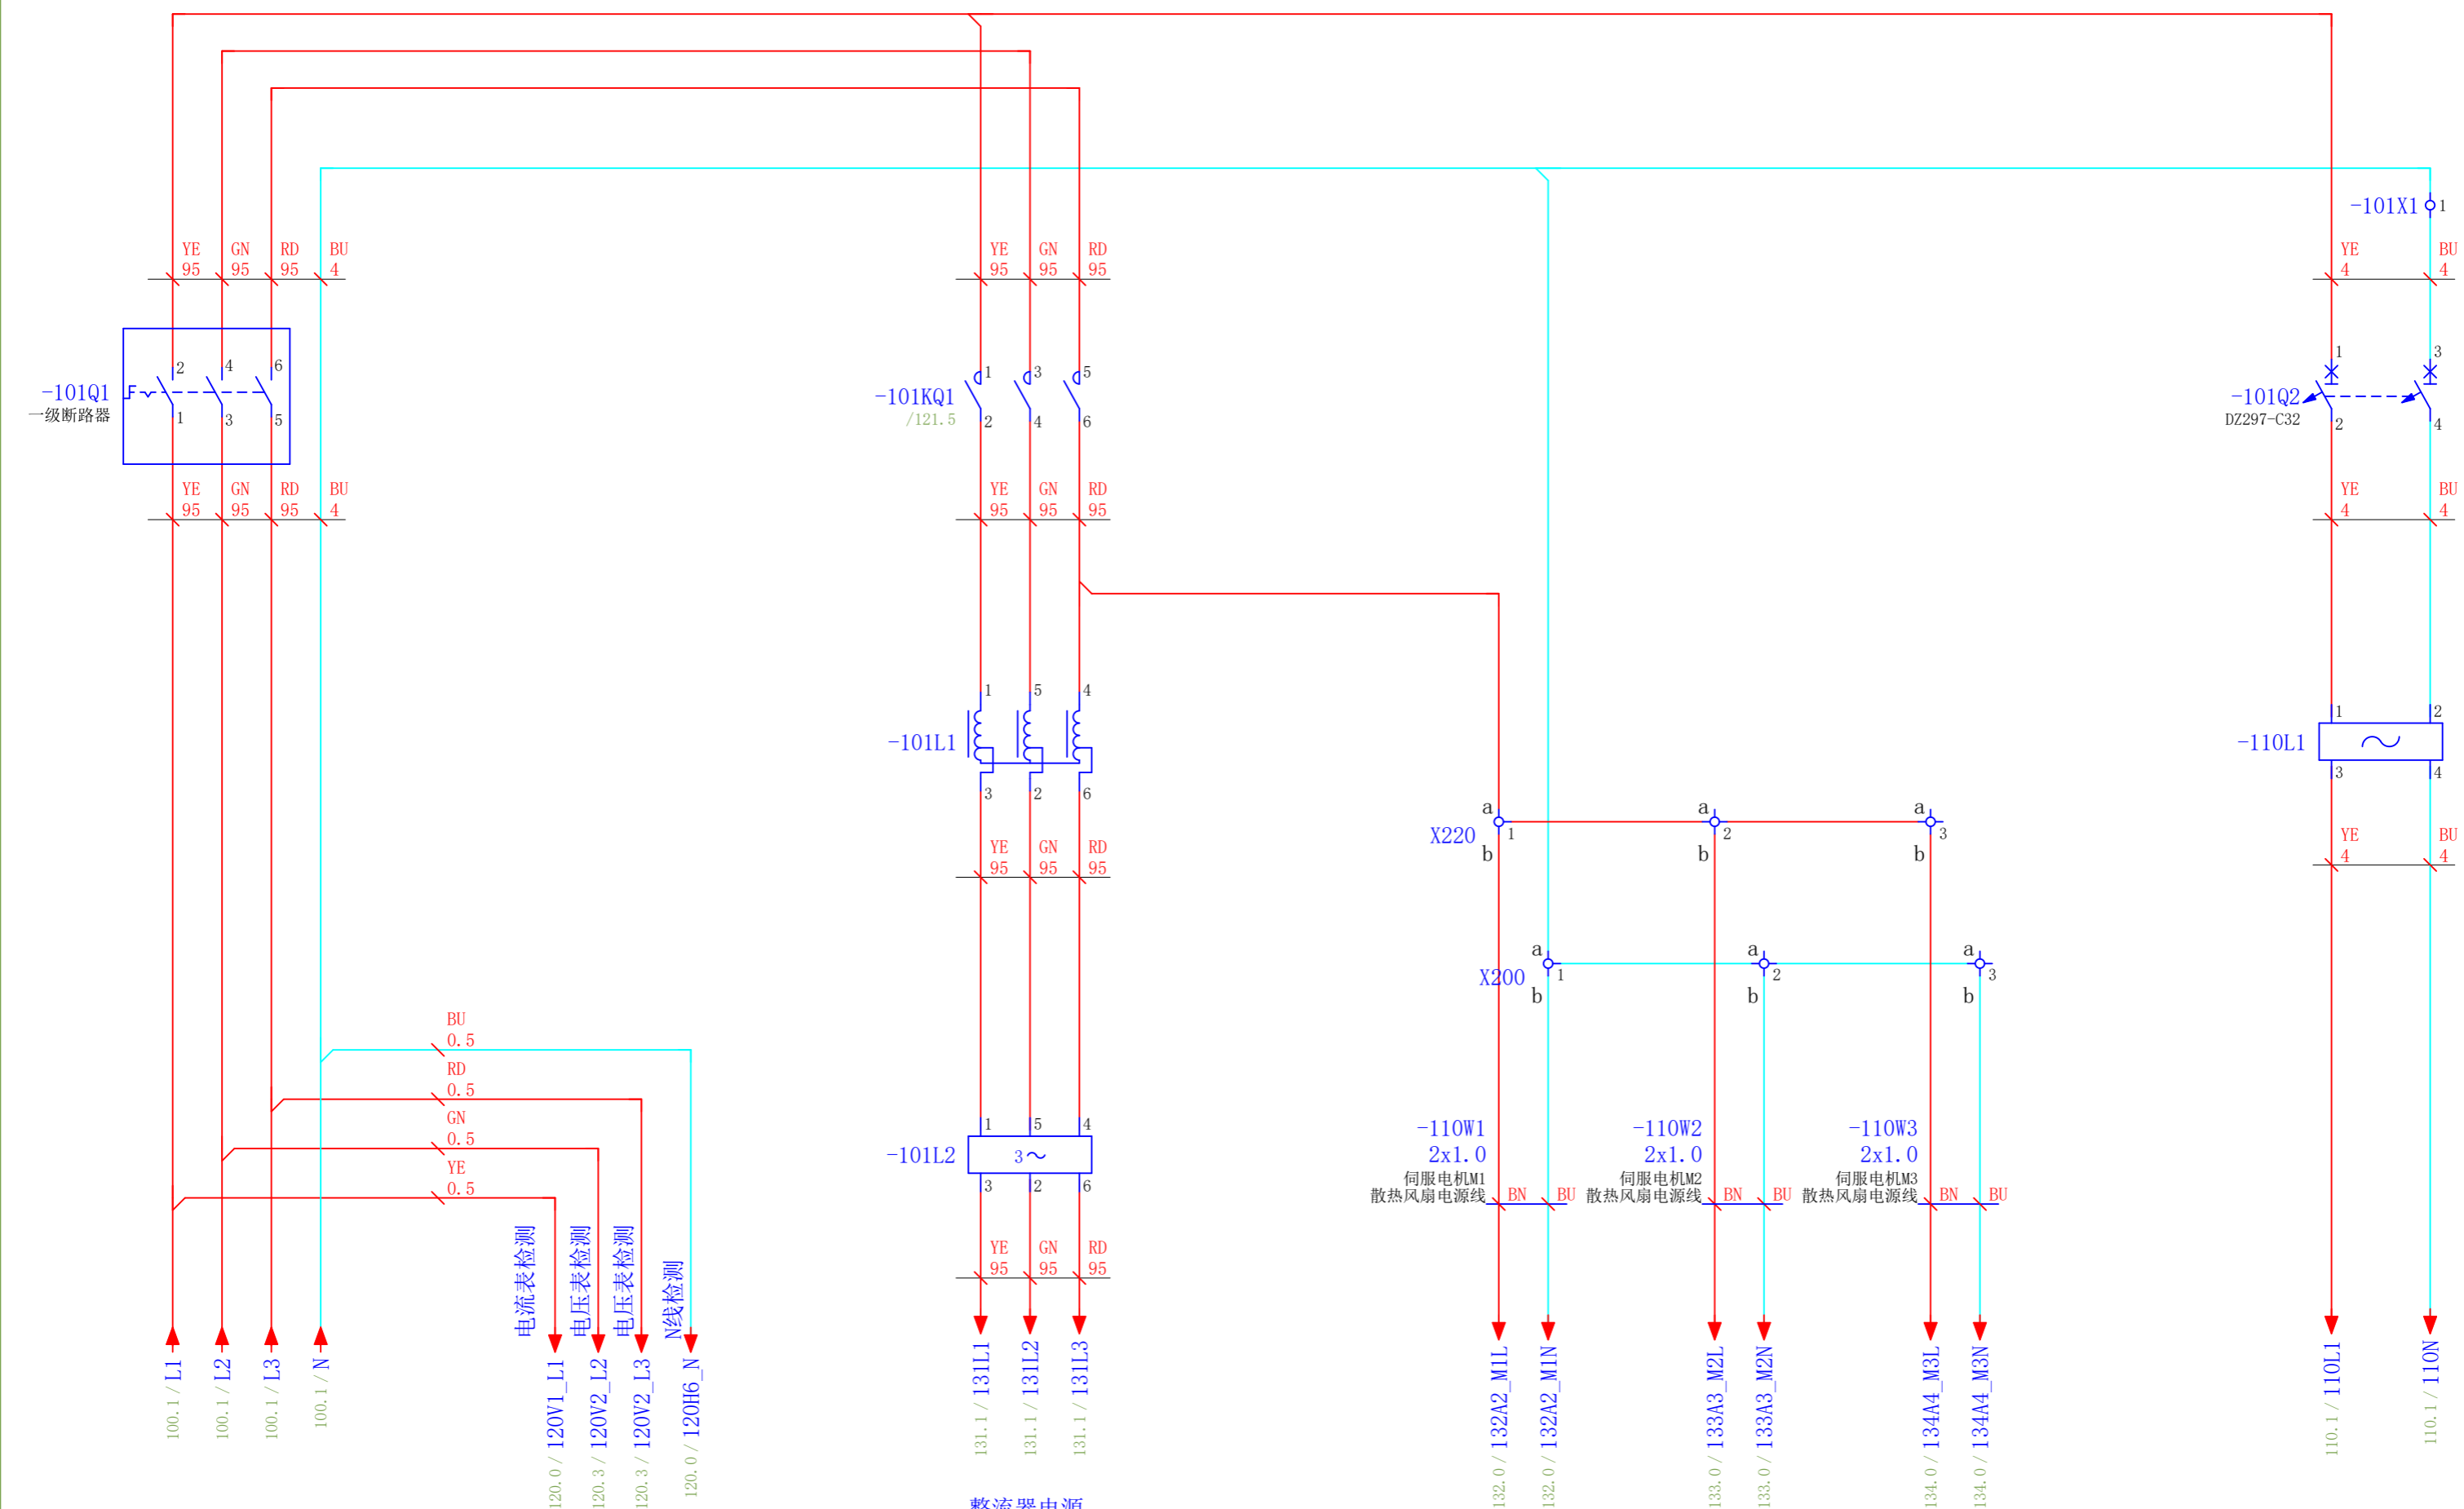 -101X1
1
YE
95
GN
95
RD
95
BU
4
YE
95
GN
95
RD
95
YE
4
BU
4
-101Q1
一级断路器
2
4
6
1
3
5
-101KQ1
/121.5
1
3
5
2
4
6
-101Q2
DZ297-C32
1
3
2
4
YE
95
GN
95
RD
95
BU
4
YE
95
GN
95
RD
95
YE
4
BU
4
-101L1
1
5
4
3
2
6
-110L1
1
2
3
4
X220
a
1
b
a
2
b
a
3
b
YE
95
GN
95
RD
95
YE
4
BU
4
X200
a
1
b
a
2
b
a
3
b
BU
0.5
RD
0.5
GN
0.5
YE
0.5
-101L2
1
5
4
3~
3
2
6
-110W1
2x1.0
伺服电机M1
散热风扇电源线
BN
BU
-110W2
2x1.0
伺服电机M2
散热风扇电源线
BN
BU
-110W3
2x1.0
伺服电机M3
散热风扇电源线
BN
BU
电流表检测
电压表检测
电压表检测
N线检测
YE
95
GN
95
RD
95
100.1 / L1
100.1 / L2
100.1 / L3
100.1 / N
120.0 / 120V1_L1
120.3 / 120V2_L2
120.3 / 120V2_L3
120.0 / 120H6_N
131.1 / 131L1
131.1 / 131L2
131.1 / 131L3
132.0 / 132A2_M1L
132.0 / 132A2_M1N
133.0 / 133A3_M2L
133.0 / 133A3_M2N
134.0 / 134A4_M3L
134.0 / 134A4_M3N
110.1 / 110L1
110.1 / 110N
整流器电源